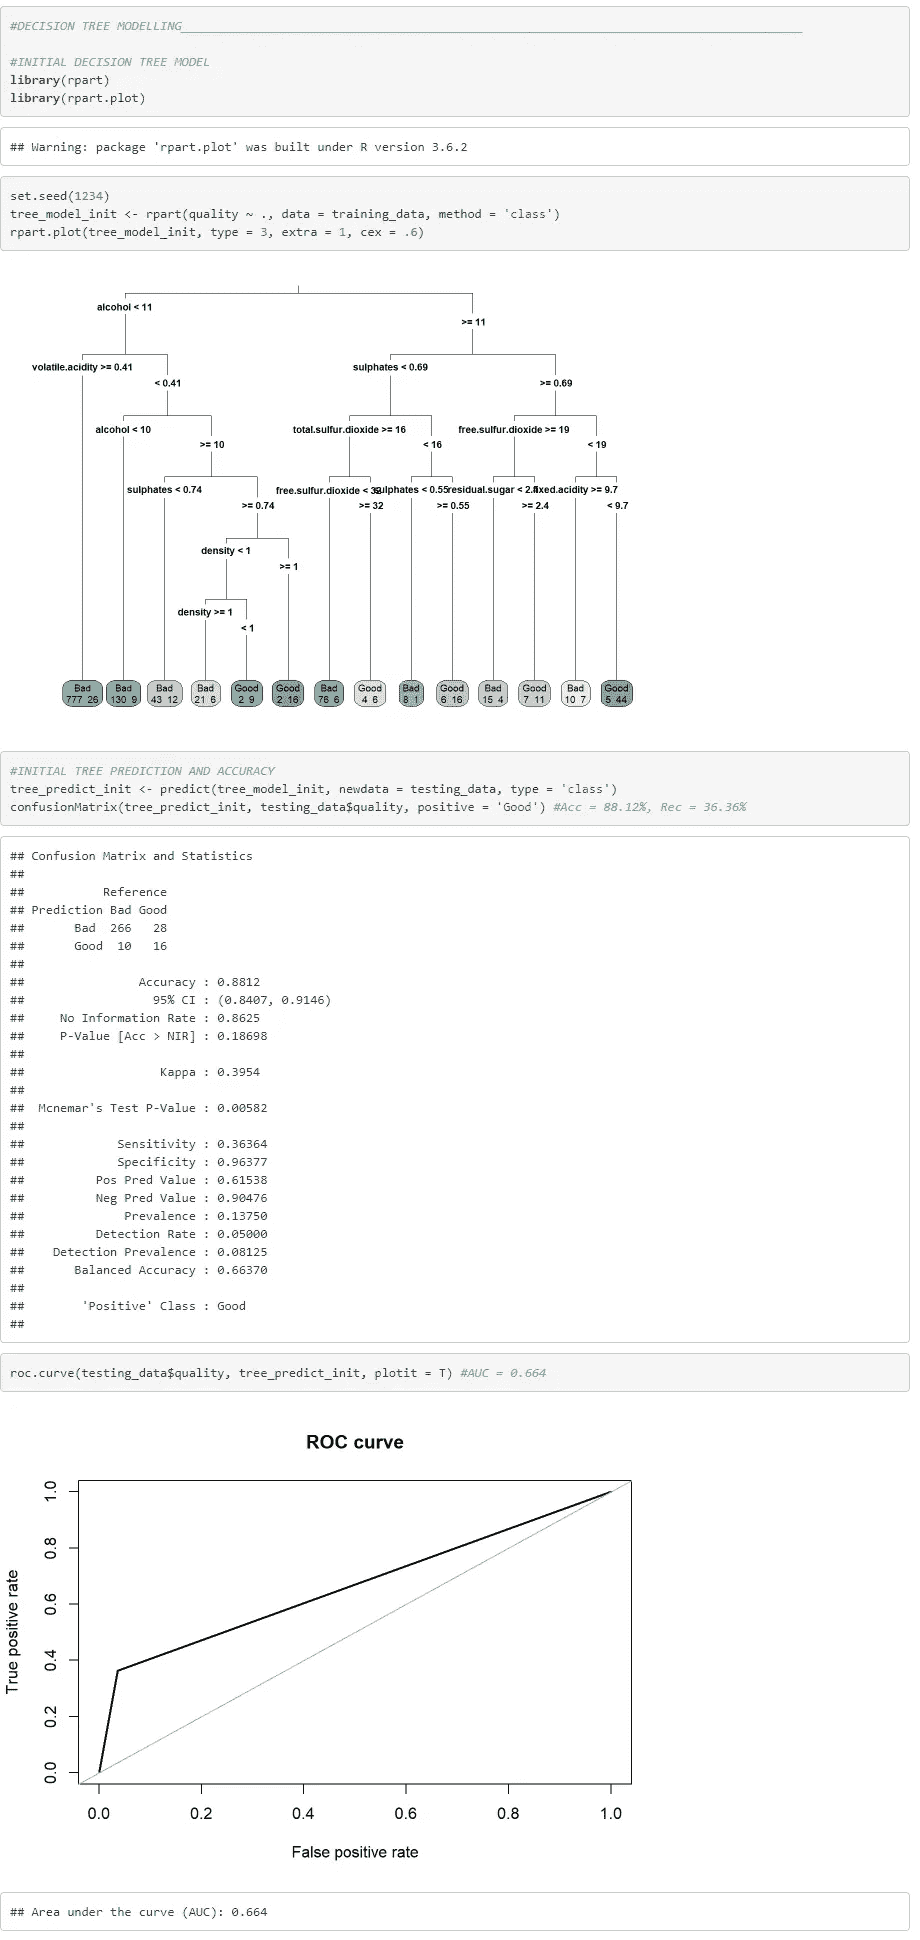 #DECISION TREE MODELLING
#INITIAL DECISION TREE MODEL
library(rpart)
library(rpart.plot)
## Warning: package 'rpart.plot' was built under R version 3.6.2
set.seed(1234)
tree_model_init <- rpart(quality ~ ., data = training_data, method = 'class')
rpart.plot(tree_model_init, type = 3, extra = 1, cex = .6)
alcohol < 11
>= 11
volatile.acidity >= 0.41
sulphates < 0.69
< 0.41
>= 0.69
alcohol < 10
total.sulfur.dioxide >= 16
free.sulfur.dioxide >= 19
>= 10
< 16
< 19
sulphates < 0.74
free.sulfur.dioxide < 32
sulphates < 0.55
residual.sugar < 2.4
fixed.acidity >= 9.7
>= 0.74
>= 32
>= 0.55
>= 2.4
< 9.7
density < 1
>= 1
density >= 1
< 1
Bad Bad Bad Bad Good Good Bad Good Bad Good Bad Good Bad Good
777 26 130 9 43 12 21 6 2 9 2 16 76 6 4 6 8 1 6 16 15 4 7 11 10 7 5 44
#INITIAL TREE PREDICTION AND ACCURACY
tree_predict_init <- predict(tree_model_init, newdata = testing_data, type = 'class')
confusionMatrix(tree_predict_init, testing_data$quality, positive = 'Good') #Acc = 88.12%, Rec = 36.36%
## Confusion Matrix and Statistics
##
## Reference
## Prediction Bad Good
## Bad 266 28
## Good 10 16
##
## Accuracy : 0.8812
## 95% CI : (0.8407, 0.9146)
## No Information Rate : 0.8625
## P-Value [Acc > NIR] : 0.18698
##
## Kappa : 0.3954
##
## Mcnemar's Test P-Value : 0.00582
##
## Sensitivity : 0.36364
## Specificity : 0.96377
## Pos Pred Value : 0.61538
## Neg Pred Value : 0.90476
## Prevalence : 0.13750
## Detection Rate : 0.05000
## Detection Prevalence : 0.08125
## Balanced Accuracy : 0.66370
##
## 'Positive' Class : Good
##
roc.curve(testing_data$quality, tree_predict_init, plotit = T) #AUC = 0.664
ROC curve
True positive rate
1.0
0.8
0.6
0.4
0.2
0.0
0.0 0.2 0.4 0.6 0.8 1.0
False positive rate
## Area under the curve (AUC): 0.664